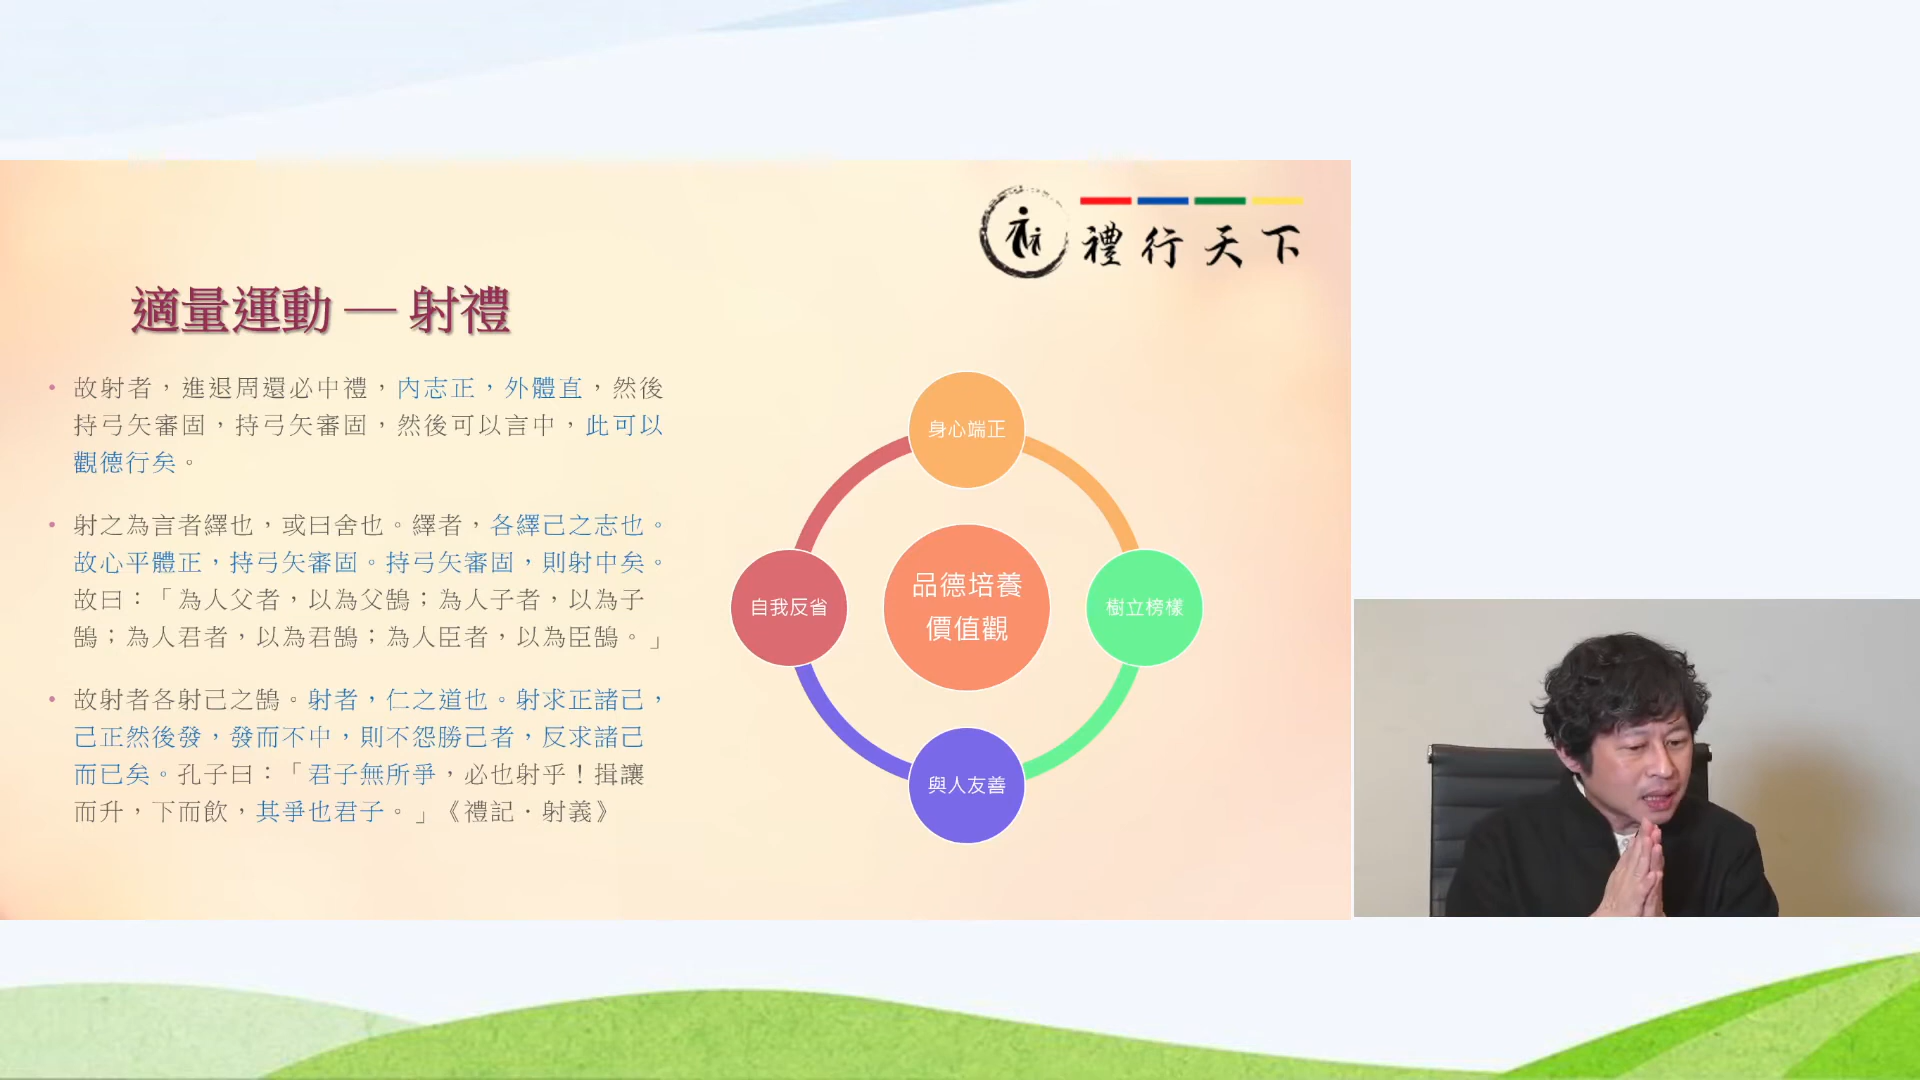 禮行天下
適量運動 — 射禮
• 故射者，進退周還必中禮，內志正，外體直，然後
持弓矢審固，持弓矢審固，然後可以言中，此可以
觀德行矣。
• 射之為言者繹也，或曰舍也。繹者，各繹己之志也。
故心平體正，持弓矢審固。持弓矢審固，則射中矣。
故曰：「為人父者，以為父鵠；為人子者，以為子
鵠；為人君者，以為君鵠；為人臣者，以為臣鵠。」
• 故射者各射己之鵠。射者，仁之道也。射求正諸己，
己正然後發，發而不中，則不怨勝己者，反求諸己
而已矣。孔子曰：「君子無所爭，必也射乎！揖讓
而升，下而飲，其爭也君子。」《禮記．射義》
身心端正
自我反省
品德培養
價值觀
樹立榜樣
與人友善